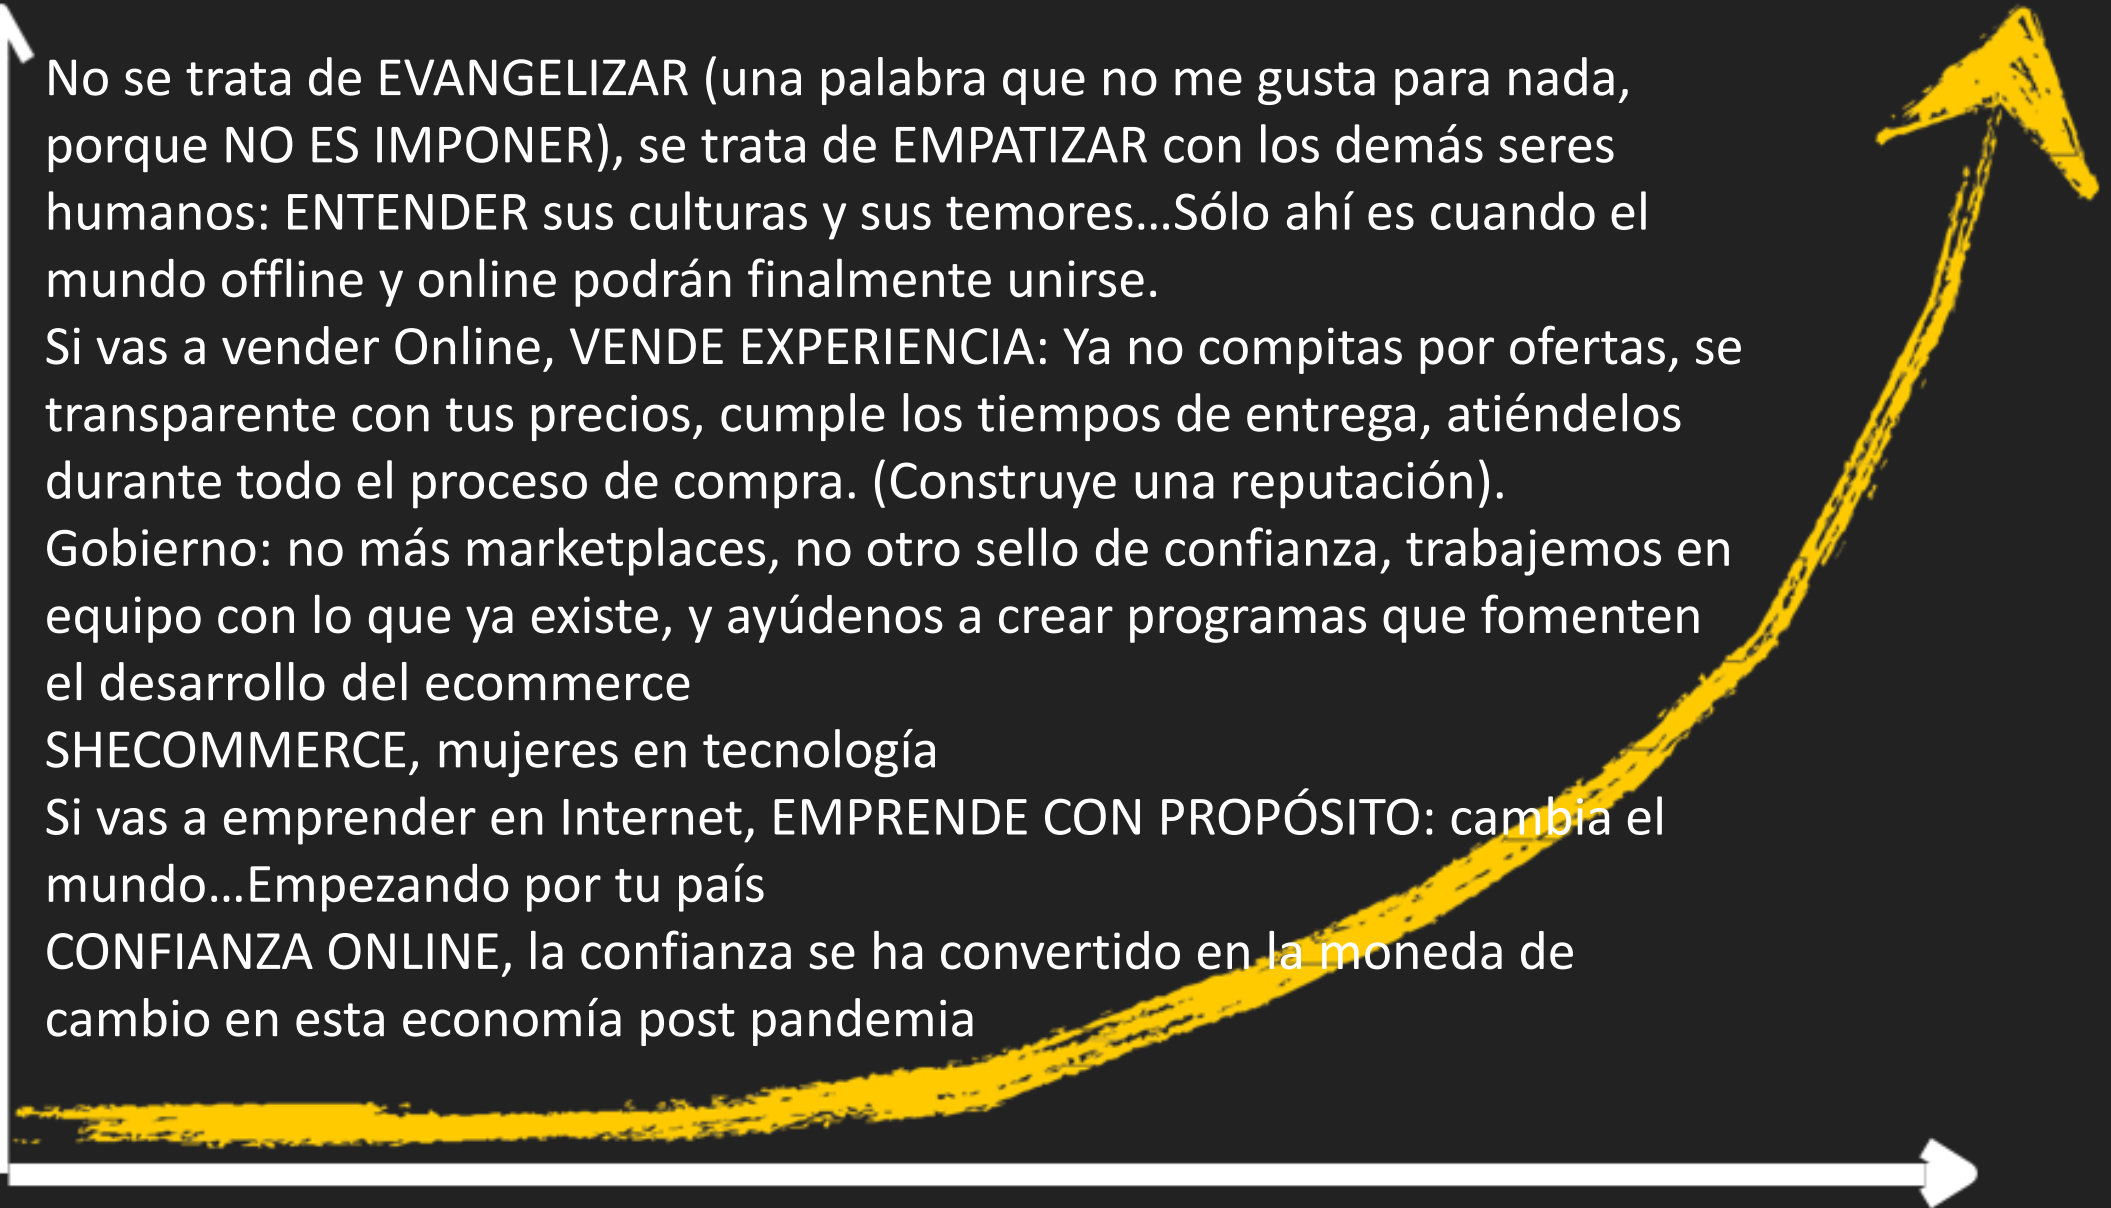 No se trata de EVANGELIZAR (una palabra que no me gusta para nada,
porque NO ES IMPONER), se trata de EMPATIZAR con los demás seres
humanos: ENTENDER sus culturas y sus temores...Sólo ahí es cuando el
mundo offline y online podrán finalmente unirse.
Si vas a vender Online, VENDE EXPERIENCIA: Ya no compitas por ofertas, se
transparente con tus precios, cumple los tiempos de entrega, atiéndelos
durante todo el proceso de compra. (Construye una reputación).
Gobierno: no más marketplaces, no otro sello de confianza, trabajemos en
equipo con lo que ya existe, y ayúdenos a crear programas que fomenten
el desarrollo del ecommerce
SHECOMMERCE, mujeres en tecnología
Si vas a emprender en Internet, EMPRENDE CON PROPÓSITO: cambia el
mundo...Empezando por tu país
CONFIANZA ONLINE, la confianza se ha convertido en la moneda de
cambio en esta economía post pandemia